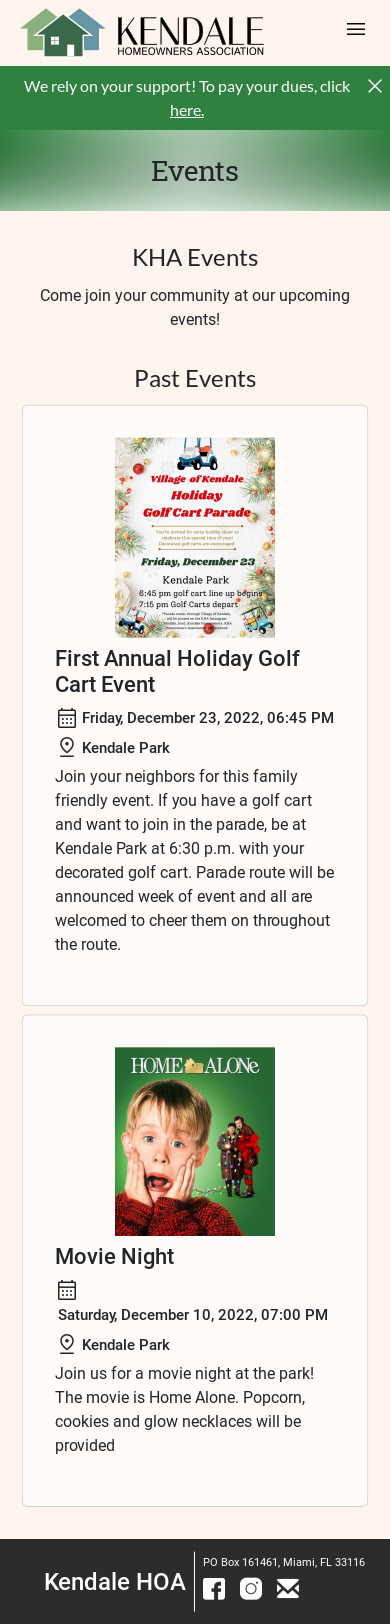 KENDALE
HOMEOWNERS ASSOCIATION
We rely on your support! To pay your dues, click
here.
Events
KHA Events
Come join your community at our upcoming
events!
Past Events
Village of Kendale
Holiday
Golf Cart Parade
You're invited for some holiday cheer to
celebrate this special time of year!
Decorated golf carts are encouraged.
Friday, December 23
Kendale Park
6:45 pm golf cart line up begins
7:15 pm Golf Carts depart
First Annual Holiday Golf
Cart Event
Friday, December 23, 2022, 06:45 PM
Kendale Park
Join your neighbors for this family
friendly event. If you have a golf cart
and want to join in the parade, be at
Kendale Park at 6:30 p.m. with your
decorated golf cart. Parade route will be
announced week of event and all are
welcomed to cheer them on throughout
the route.
HOME ALONe
Movie Night
Saturday, December 10, 2022, 07:00 PM
Kendale Park
Join us for a movie night at the park!
The movie is Home Alone. Popcorn,
cookies and glow necklaces will be
provided
Kendale HOA
PO Box 161461, Miami, FL 33116